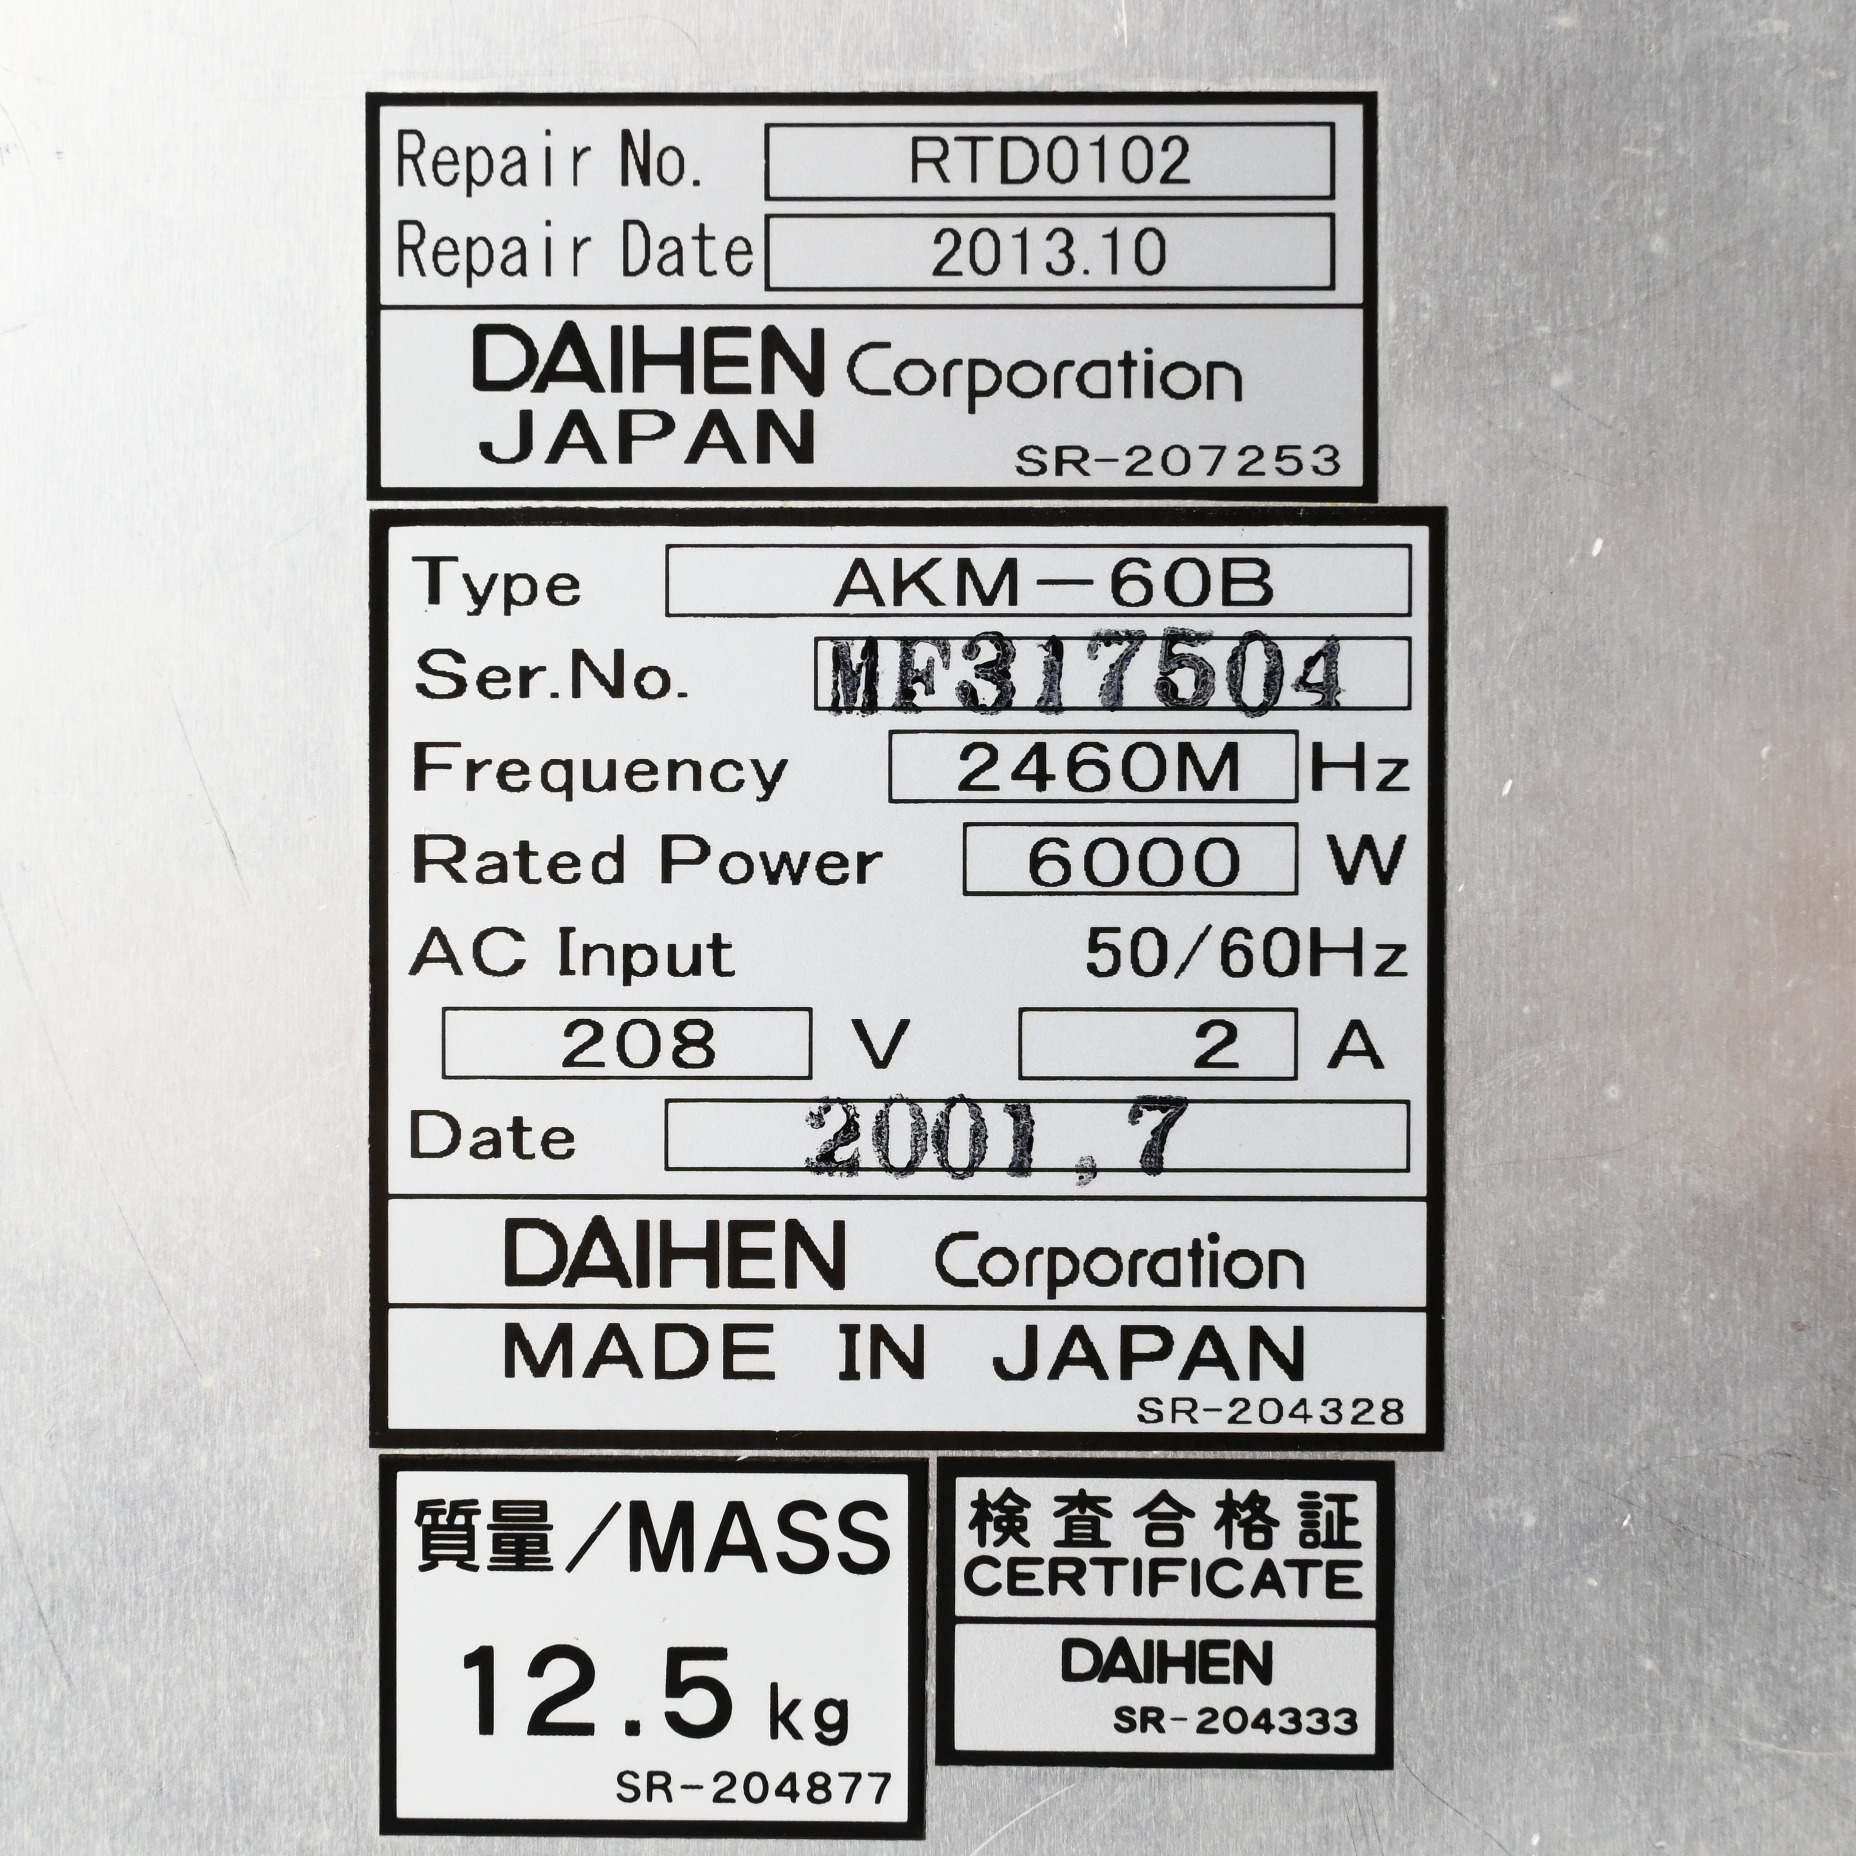 Repair No. RTD0102
Repair Date 2013.10
DAIHEN Corporation
JAPAN SR-207253
Type AKM-60B
Ser.No. MF317504
Frequency 2460M Hz
Rated Power 6000 W
AC Input 50/60Hz
208 V 2 A
Date 2001,7
DAIHEN Corporation
MADE IN JAPAN
SR-204328
質量/MASS
12.5 kg
SR-204877
検査合格証
CERTIFICATE
DAIHEN
SR-204333